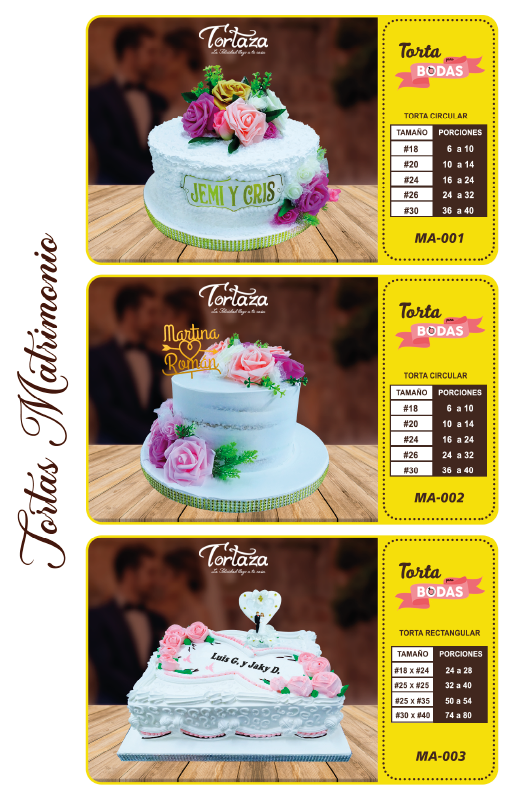 Tortas Matrimonio
Tortaza
La Felicidad llega a tu casa
JEMI Y CRIS
Torta
para
BODAS
TORTA CIRCULAR
TAMAÑO PORCIONES
#18 6 a 10
#20 10 a 14
#24 16 a 24
#26 24 a 32
#30 36 a 40
MA-001
Tortaza
La Felicidad llega a tu casa
Martina
Román
Torta
para
BODAS
TORTA CIRCULAR
TAMAÑO PORCIONES
#18 6 a 10
#20 10 a 14
#24 16 a 24
#26 24 a 32
#30 36 a 40
MA-002
Tortaza
La Felicidad llega a tu casa
Luis G. y Jaky D.
Torta
para
BODAS
TORTA RECTANGULAR
TAMAÑO PORCIONES
#18 x #24 24 a 28
#25 x #25 32 a 40
#25 x #35 50 a 54
#30 x #40 74 a 80
MA-003